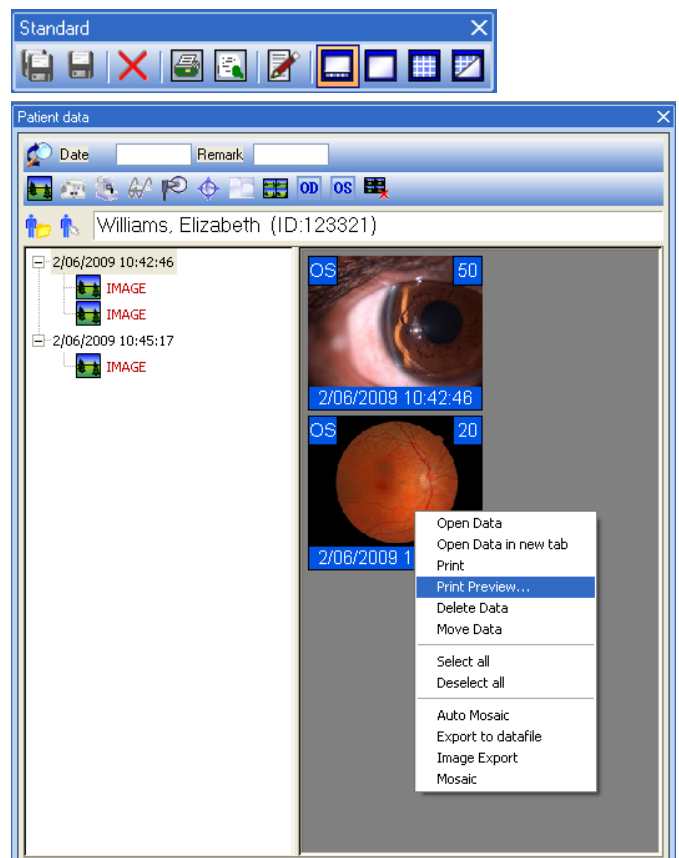 Standard
Patient data
Date Remark
OD OS
Williams, Elizabeth (ID:123321)
2/06/2009 10:42:46
IMAGE
IMAGE
2/06/2009 10:45:17
IMAGE
OS 50
2/06/2009 10:42:46
OS 20
2/06/2009 1
Open Data
Open Data in new tab
Print
Print Preview...
Delete Data
Move Data
Select all
Deselect all
Auto Mosaic
Export to datafile
Image Export
Mosaic